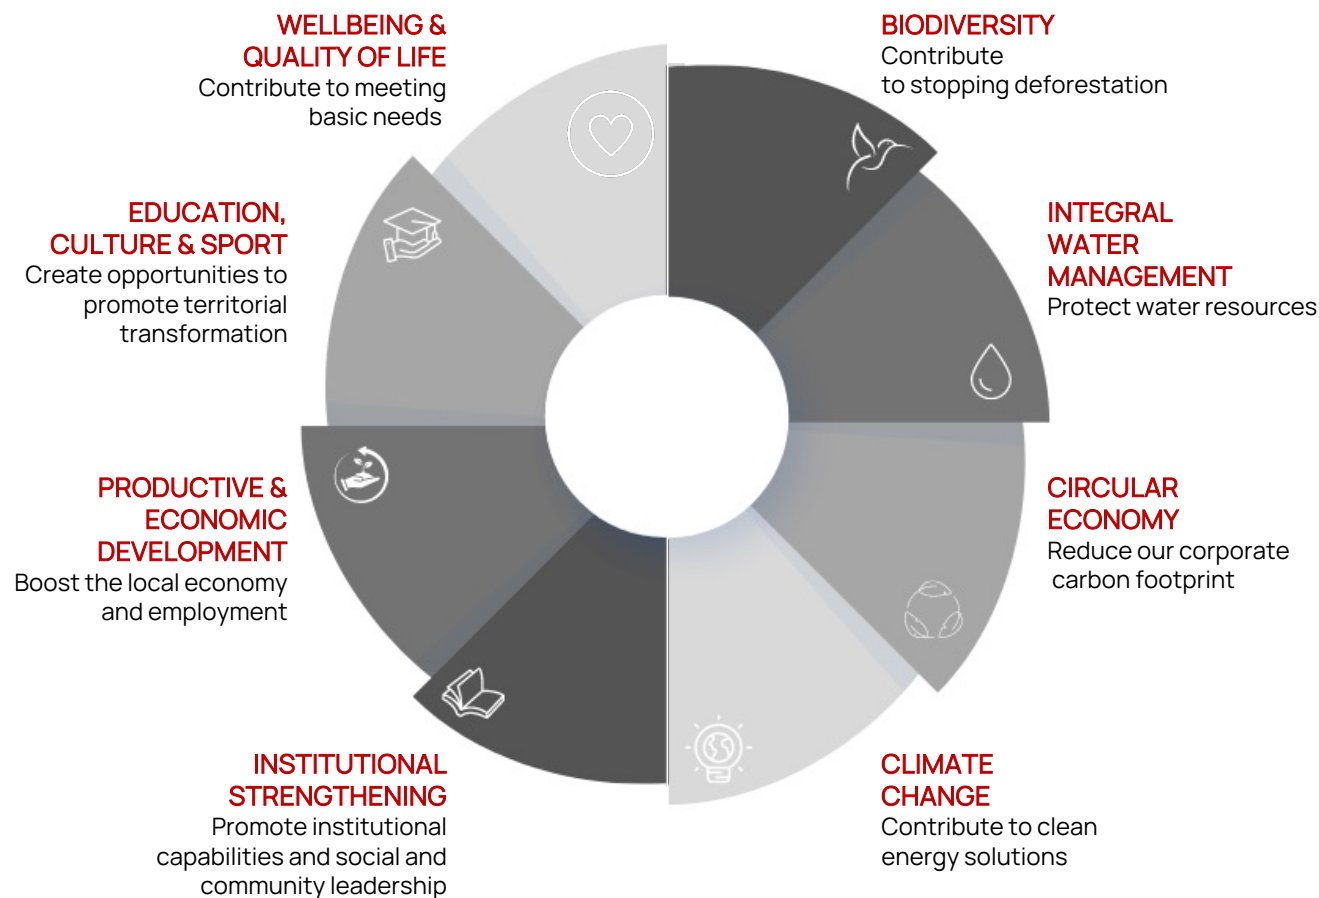 WELLBEING &
QUALITY OF LIFE
Contribute to meeting
basic needs
BIODIVERSITY
Contribute
to stopping deforestation
EDUCATION,
CULTURE & SPORT
Create opportunities to
promote territorial
transformation
INTEGRAL
WATER
MANAGEMENT
Protect water resources
PRODUCTIVE &
ECONOMIC
DEVELOPMENT
Boost the local economy
and employment
CIRCULAR
ECONOMY
Reduce our corporate
carbon footprint
INSTITUTIONAL
STRENGTHENING
Promote institutional
capabilities and social and
community leadership
CLIMATE
CHANGE
Contribute to clean
energy solutions